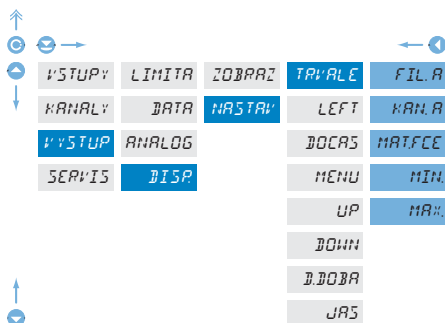 VSTUPY LIMITA ZOBRAZ TRVALE FIL. A
KANALY DATA NASTAV LEFT KAN. A
VYSTUP ANALOG DOCAS MAT.FCE
SERVIS DISP. MENU MIN.
UP MAX.
DOWN
D.DOBA
JAS